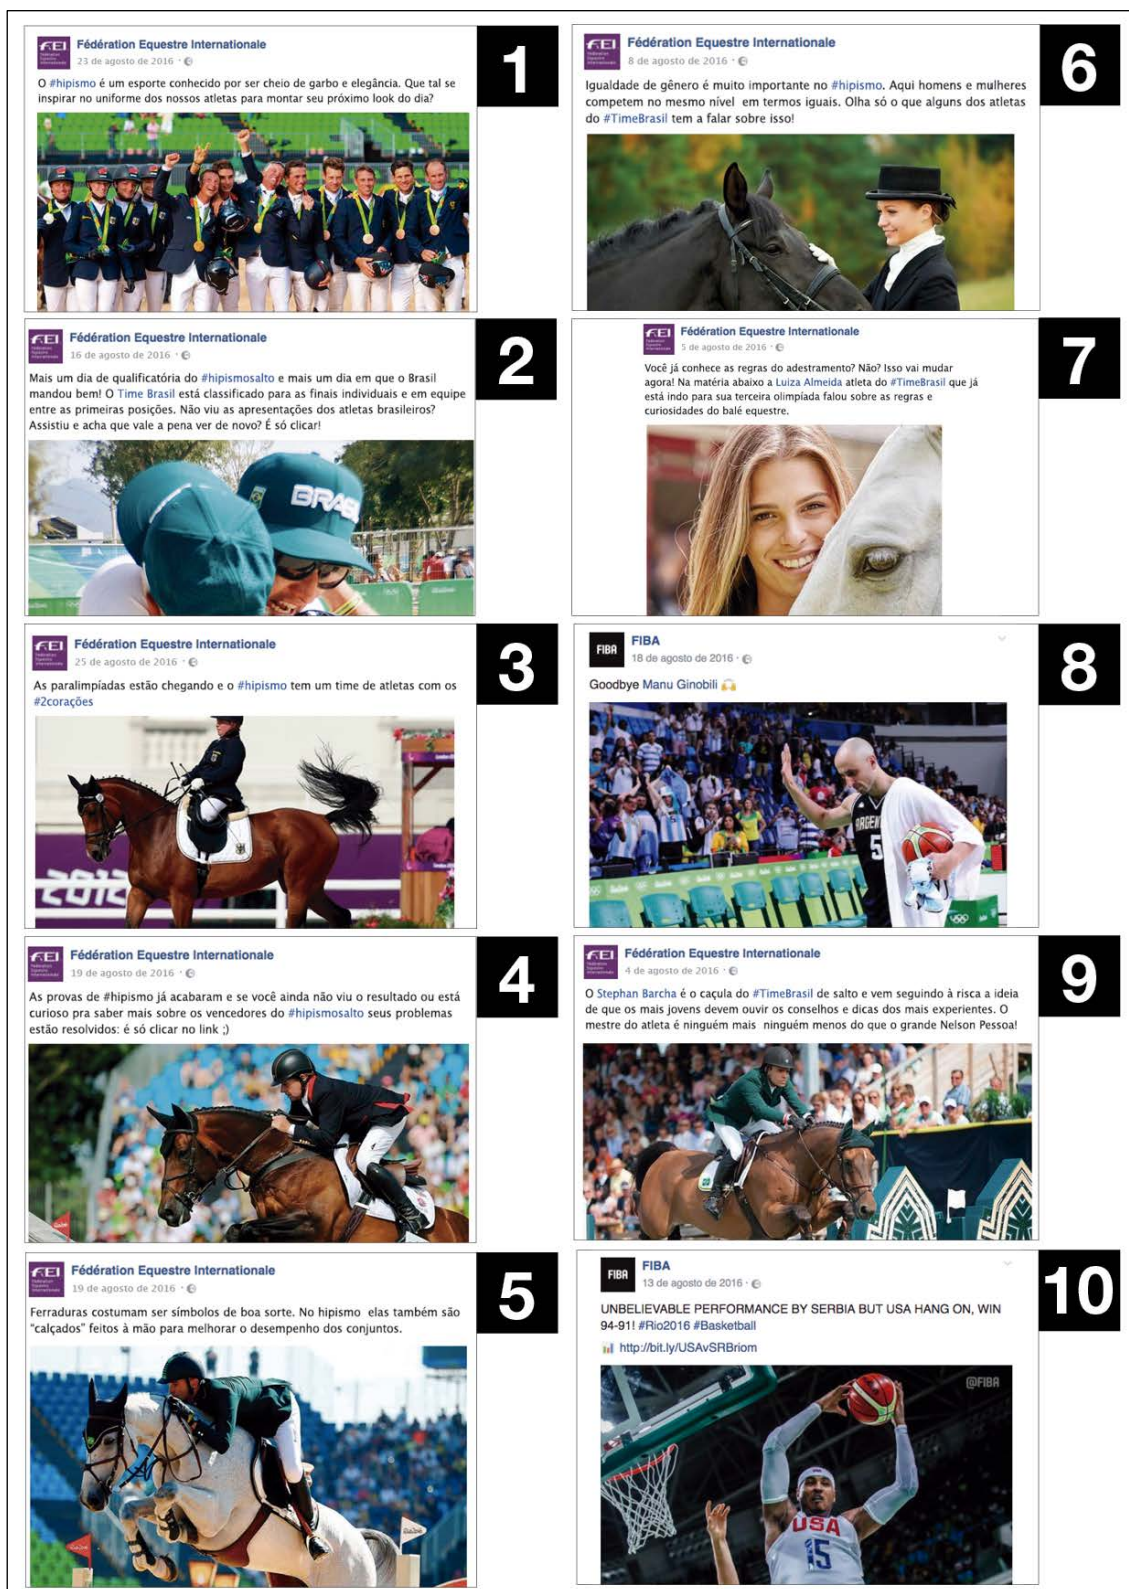 FEI
Fédération Equestre Internationale
23 de agosto de 2016
1
O #hipismo é um esporte conhecido por ser cheio de garbo e elegância. Que tal se
inspirar no uniforme dos nossos atletas para montar seu próximo look do dia?
FEI
Fédération Equestre Internationale
16 de agosto de 2016
2
Mais um dia de qualificatória do #hipismosalto e mais um dia em que o Brasil
mandou bem! O Time Brasil está classificado para as finais individuais e em equipe
entre as primeiras posições. Não viu as apresentações dos atletas brasileiros?
Assistiu e acha que vale a pena ver de novo? É só clicar!
BRASIL
FEI
Fédération Equestre Internationale
25 de agosto de 2016
3
As paralimpíadas estão chegando e o #hipismo tem um time de atletas com os
#2corações
2012
FEI
Fédération Equestre Internationale
19 de agosto de 2016
4
As provas de #hipismo já acabaram e se você ainda não viu o resultado ou está
curioso pra saber mais sobre os vencedores do #hipismosalto seus problemas
estão resolvidos: é só clicar no link ;)
FEI
Fédération Equestre Internationale
19 de agosto de 2016
5
Ferraduras costumam ser símbolos de boa sorte. No hipismo elas também são
“calçados” feitos à mão para melhorar o desempenho dos conjuntos.
FEI
Fédération Equestre Internationale
8 de agosto de 2016
6
Igualdade de gênero é muito importante no #hipismo. Aqui homens e mulheres
competem no mesmo nível em termos iguais. Olha só o que alguns dos atletas
do #TimeBrasil tem a falar sobre isso!
FEI
Fédération Equestre Internationale
5 de agosto de 2016
7
Você já conhece as regras do adestramento? Não? Isso vai mudar
agora! Na matéria abaixo a Luiza Almeida atleta do #TimeBrasil que já
está indo para sua terceira olimpíada falou sobre as regras e
curiosidades do balé equestre.
FIBA
FIBA
18 de agosto de 2016
8
Goodbye Manu Ginobili
ARGEN
5
FEI
Fédération Equestre Internationale
4 de agosto de 2016
9
O Stephan Barcha é o caçula do #TimeBrasil de salto e vem seguindo à risca a ideia
de que os mais jovens devem ouvir os conselhos e dicas dos mais experientes. O
mestre do atleta é ninguém mais ninguém menos do que o grande Nelson Pessoa!
FIBA
FIBA
13 de agosto de 2016
10
UNBELIEVABLE PERFORMANCE BY SERBIA BUT USA HANG ON, WIN
94-91! #Rio2016 #Basketball
http://bit.ly/USAvSRBriom
@FIBA
USA
15